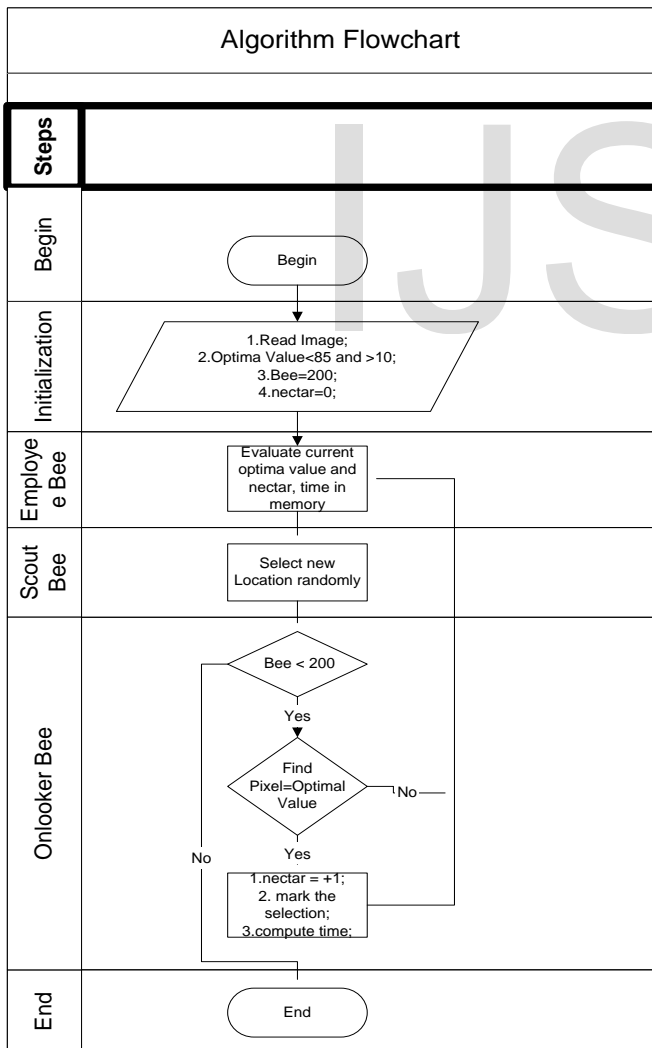 Algorithm Flowchart
IJS
Steps
Begin
Begin
Initialization
1.Read Image;
2.Optima Value<85 and >10;
3.Bee=200;
4.nectar=0;
Employe
e Bee
Evaluate current
optima value and
nectar, time in
memory
Scout
Bee
Select new
Location randomly
Onlooker Bee
Bee < 200
Yes
Find
Pixel=Optimal
Value
No
Yes
No
1.nectar = +1;
2. mark the
selection;
3.compute time;
End
End